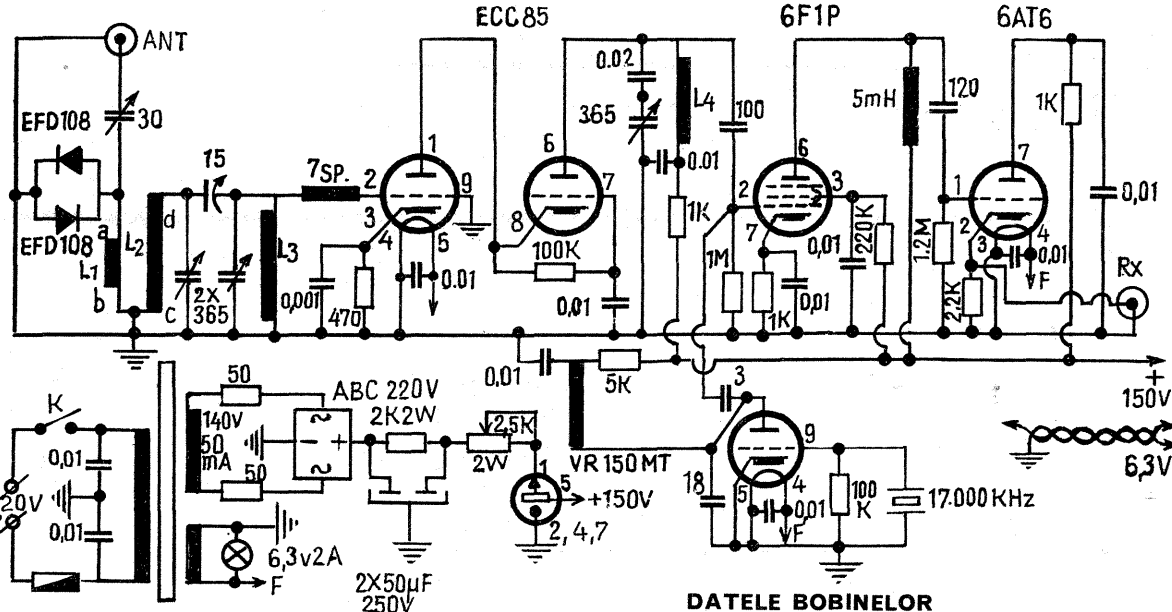 ECC85
6F1P
6AT6
ANT
30
EFD108
EFD108
15
7SP.
a
b
L1
L2
d
c
2X
365
L3
1
2
9
3
4
5
0,001
470
0.01
6
7
8
100K
0,01
0.02
365
L4
0.01
100
1K
1M
2
6
3
5
2
7
1K
0,01
0,01
220K
5mH
120
1.2M
1
7
2
3
4
0,01
F
2.2K
1K
0,01
Rx
0,01
5K
+
150V
K
0,01
0,01
20V
50
140V
50
mA
50
~
-
+
~
ABC 220V
2K2W
2,5K
2W
1
5
+150V
2,4,7
VR 150 MT
2X50µF
250V
6,3v2A
F
3
18
9
5
4
0,01
F
100
K
17.000 KHz
6,3V
DATELE BOBINELOR